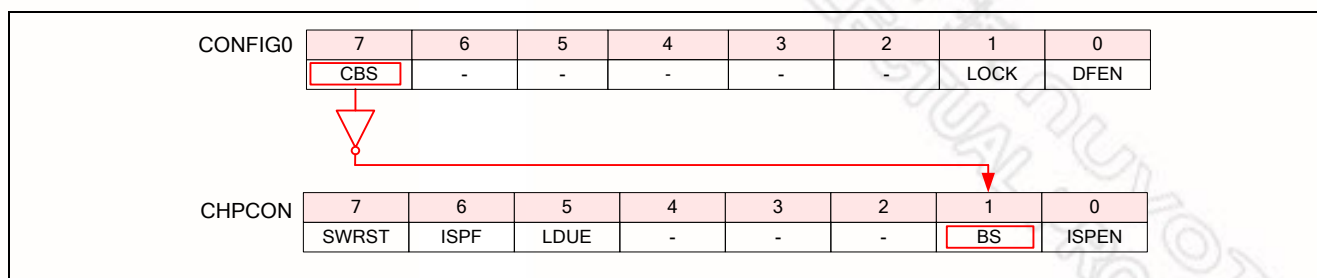 CONFIG0 7 6 5 4 3 2 1 0
CBS - - - - - LOCK DFEN
CHPCON 7 6 5 4 3 2 1 0
SWRST ISPF LDUE - - - BS ISPEN